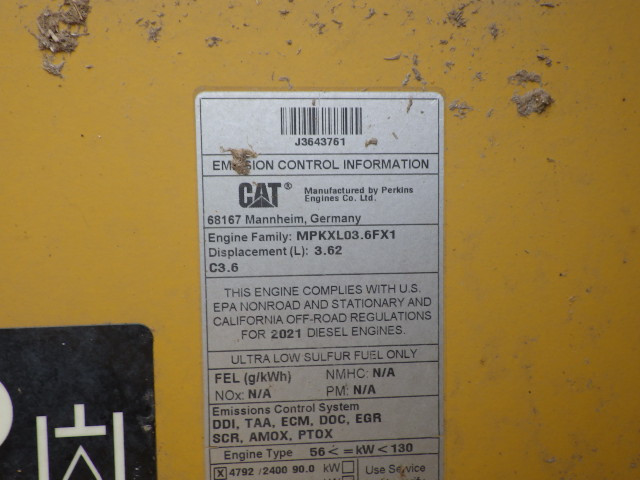 J3643761
EMISSION CONTROL INFORMATION
CAT® Manufactured by Perkins
Engines Co. Ltd.
68167 Mannheim, Germany
Engine Family: MPKXL03.6FX1
Displacement (L): 3.62
C3.6
THIS ENGINE COMPLIES WITH U.S.
EPA NONROAD AND STATIONARY AND
CALIFORNIA OFF-ROAD REGULATIONS
FOR 2021 DIESEL ENGINES.
ULTRA LOW SULFUR FUEL ONLY
FEL (g/kWh) NMHC: N/A
NOx: N/A PM: N/A
Emissions Control System
DDI, TAA, ECM, DOC, EGR
SCR, AMOX, PTOX
Engine Type 56 < = kW < 130
X 4792 /2400 90.0 kW Use Service